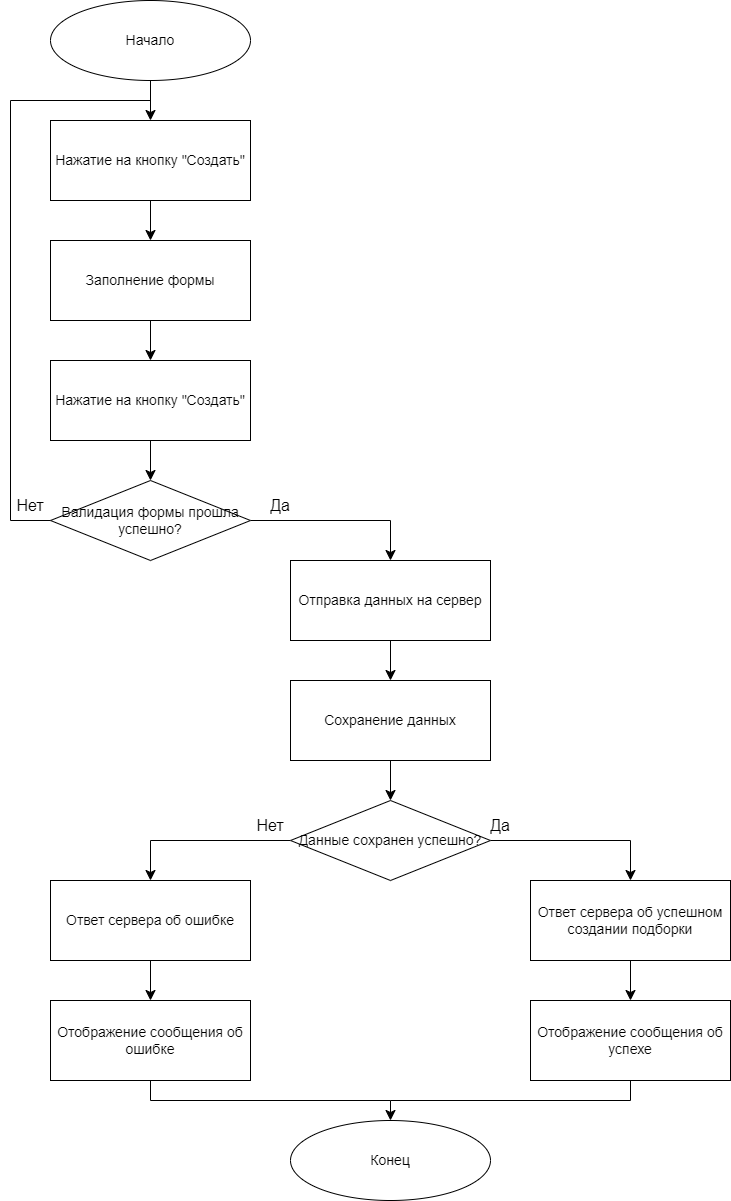 Начало
Нажатие на кнопку "Создать"
Заполнение формы
Нажатие на кнопку "Создать"
Нет
Валидация формы прошла
успешно?
Да
Отправка данных на сервер
Сохранение данных
Нет
Данные сохранен успешно?
Да
Ответ сервера об ошибке
Ответ сервера об успешном
создании подборки
Отображение сообщения об
ошибке
Отображение сообщения об
успехе
Конец